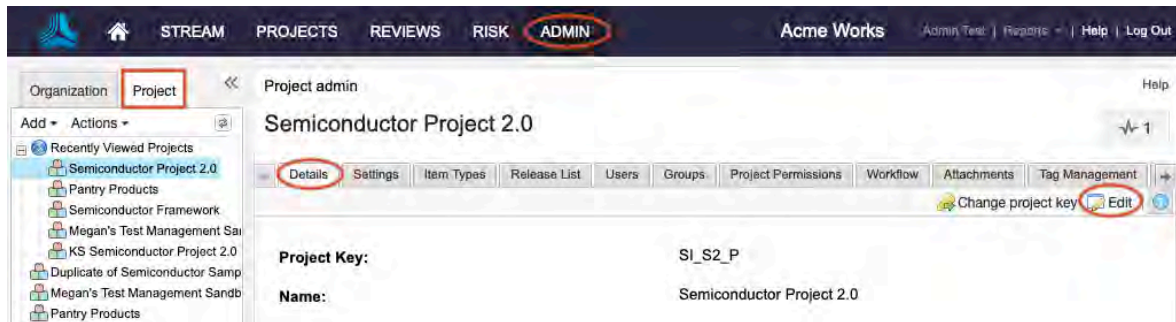 STREAM PROJECTS REVIEWS RISK ADMIN Acme Works Admin Test | Reports | Help | Log Out
Organization Project
Project admin Help
Add Actions
Semiconductor Project 2.0 1
Recently Viewed Projects
Semiconductor Project 2.0
Details Settings Item Types Release List Users Groups Project Permissions Workflow Attachments Tag Management
Pantry Products
Semiconductor Framework
Change project key Edit
Megan's Test Management Sa
KS Semiconductor Project 2.0
Project Key: SI_S2_P
Duplicate of Semiconductor Samp
Megan's Test Management Sandb
Name: Semiconductor Project 2.0
Pantry Products